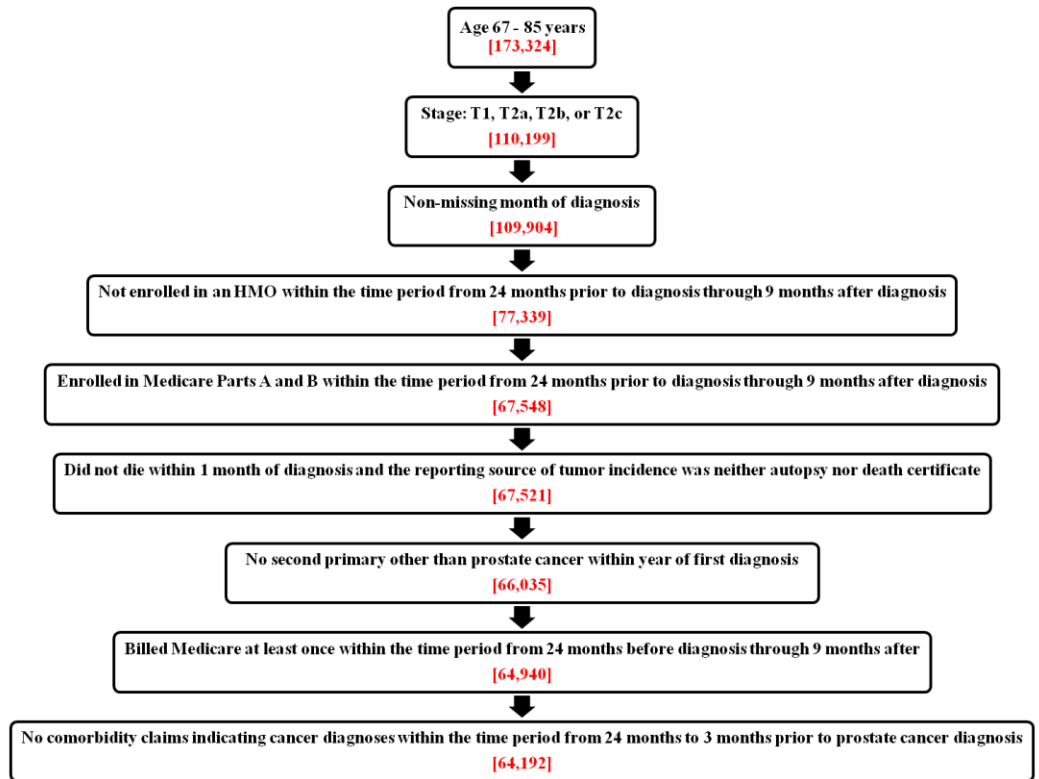 Age 67 - 85 years
[173,324]
Stage: T1, T2a, T2b, or T2c
[110,199]
Non-missing month of diagnosis
[109,904]
Not enrolled in an HMO within the time period from 24 months prior to diagnosis through 9 months after diagnosis
[77,339]
Enrolled in Medicare Parts A and B within the time period from 24 months prior to diagnosis through 9 months after diagnosis
[67,548]
Did not die within 1 month of diagnosis and the reporting source of tumor incidence was neither autopsy nor death certificate
[67,521]
No second primary other than prostate cancer within year of first diagnosis
[66,035]
Billed Medicare at least once within the time period from 24 months before diagnosis through 9 months after
[64,940]
No comorbidity claims indicating cancer diagnoses within the time period from 24 months to 3 months prior to prostate cancer diagnosis
[64,192]